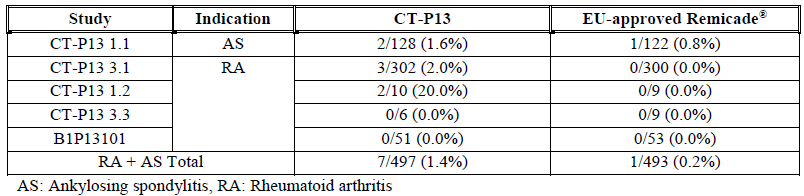 Study Indication CT-P13 EU-approved Remicade®
CT-P13 1.1 AS 2/128 (1.6%) 1/122 (0.8%)
CT-P13 3.1 RA 3/302 (2.0%) 0/300 (0.0%)
CT-P13 1.2 2/10 (20.0%) 0/9 (0.0%)
CT-P13 3.3 0/6 (0.0%) 0/9 (0.0%)
B1P13101 0/51 (0.0%) 0/53 (0.0%)
RA + AS Total 7/497 (1.4%) 1/493 (0.2%)
AS: Ankylosing spondylitis, RA: Rheumatoid arthritis